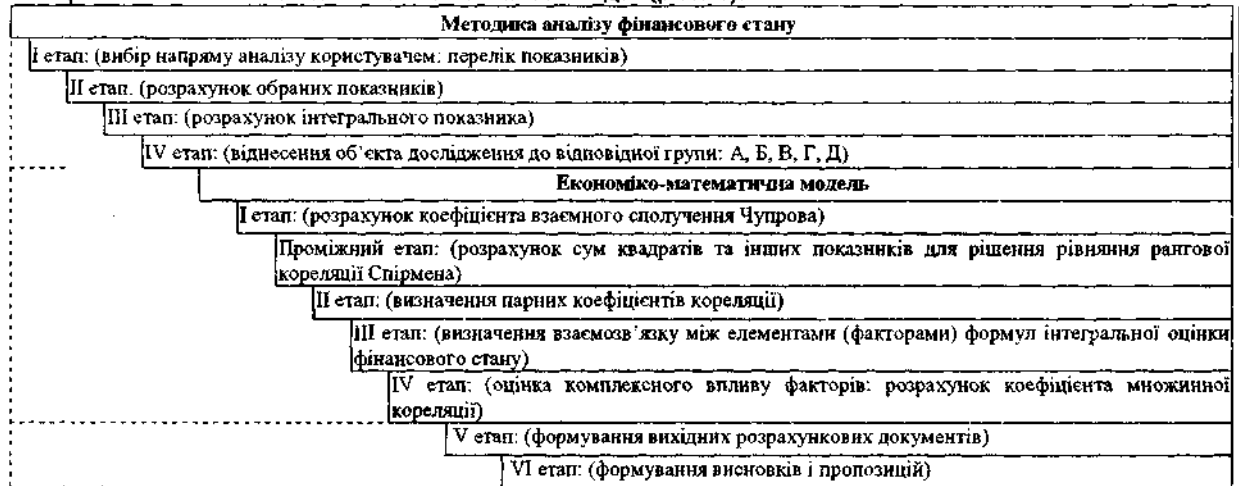 Методика аналізу фінансового стану
І етап: (вибір напряму аналізу користувачем: перелік показників)
ІІ етап. (розрахунок обраних показників)
ІІІ етап: (розрахунок інтегрального показника)
IV етап: (віднесення об'єкта дослідження до відповідної групи: А, Б, В, Г, Д)
Економіко-математична модель
І етап: (розрахунок коефіцієнта взаємного сполучення Чупрова)
Проміжний етап: (розрахунок сум квадратів та інших показників для рішення рівняння рангової
кореляції Спірмена)
ІІ етап: (визначення парних коефіцієнтів кореляції)
ІІІ етап: (визначення взаємозв'язку між елементами (факторами) формул інтегральної оцінки
фінансового стану)
IV етап: (оцінка комплексного впливу факторів: розрахунок коефіцієнта множинної
кореляції)
V етап: (формування вихідних розрахункових документів)
VI етап: (формування висновків і пропозицій)